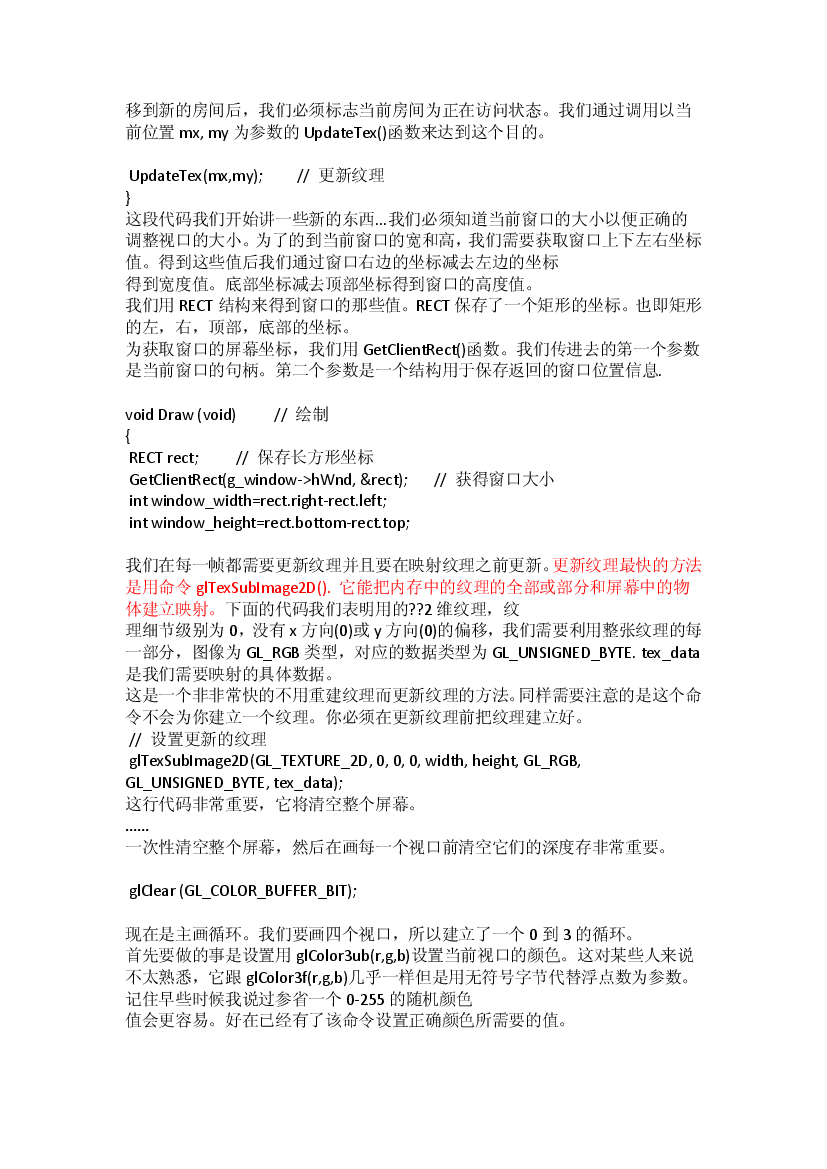 移到新的房间后，我们必须标志当前房间为正在访问状态。我们通过调用以当
前位置 mx, my 为参数的 UpdateTex()函数来达到这个目的。
UpdateTex(mx,my);        //  更新纹理
}
这段代码我们开始讲一些新的东西...我们必须知道当前窗口的大小以便正确的
调整视口的大小。为了的到当前窗口的宽和高，我们需要获取窗口上下左右坐标
值。得到这些值后我们通过窗口右边的坐标减去左边的坐标
得到宽度值。底部坐标减去顶部坐标得到窗口的高度值。
我们用 RECT 结构来得到窗口的那些值。RECT 保存了一个矩形的坐标。也即矩形
的左，右，顶部，底部的坐标。
为获取窗口的屏幕坐标，我们用 GetClientRect()函数。我们传进去的第一个参数
是当前窗口的句柄。第二个参数是一个结构用于保存返回的窗口位置信息.
void Draw (void)         //  绘制
{
RECT rect;         //  保存长方形坐标
GetClientRect(g_window->hWnd, &rect);      //  获得窗口大小
int window_width=rect.right-rect.left;
int window_height=rect.bottom-rect.top;
我们在每一帧都需要更新纹理并且要在映射纹理之前更新。更新纹理最快的方法
是用命令 glTexSubImage2D().  它能把内存中的纹理的全部或部分和屏幕中的物
体建立映射。下面的代码我们表明用的??2 维纹理，纹
理细节级别为 0，没有 x 方向(0)或 y 方向(0)的偏移，我们需要利用整张纹理的每
一部分，图像为 GL_RGB 类型，对应的数据类型为 GL_UNSIGNED_BYTE. tex_data
是我们需要映射的具体数据。
这是一个非非常快的不用重建纹理而更新纹理的方法。同样需要注意的是这个命
令不会为你建立一个纹理。你必须在更新纹理前把纹理建立好。
//  设置更新的纹理
glTexSubImage2D(GL_TEXTURE_2D, 0, 0, 0, width, height, GL_RGB,
GL_UNSIGNED_BYTE, tex_data);
这行代码非常重要，它将清空整个屏幕。
......
一次性清空整个屏幕，然后在画每一个视口前清空它们的深度存非常重要。
glClear (GL_COLOR_BUFFER_BIT);
现在是主画循环。我们要画四个视口，所以建立了一个 0 到 3 的循环。
首先要做的事是设置用 glColor3ub(r,g,b)设置当前视口的颜色。这对某些人来说
不太熟悉，它跟 glColor3f(r,g,b)几乎一样但是用无符号字节代替浮点数为参数。
记住早些时候我说过参省一个 0-255 的随机颜色
值会更容易。好在已经有了该命令设置正确颜色所需要的值。